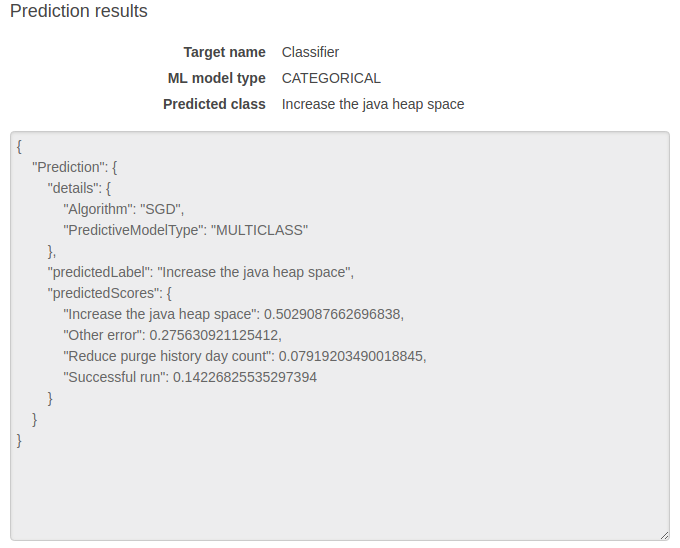 Prediction results
Target name Classifier
ML model type CATEGORICAL
Predicted class Increase the java heap space
{
"Prediction": {
"details": {
"Algorithm": "SGD",
"PredictiveModelType": "MULTICLASS"
},
"predictedLabel": "Increase the java heap space",
"predictedScores": {
"Increase the java heap space": 0.5029087662696838,
"Other error": 0.275630921125412,
"Reduce purge history day count": 0.07919203490018845,
"Successful run": 0.14226825535297394
}
}
}